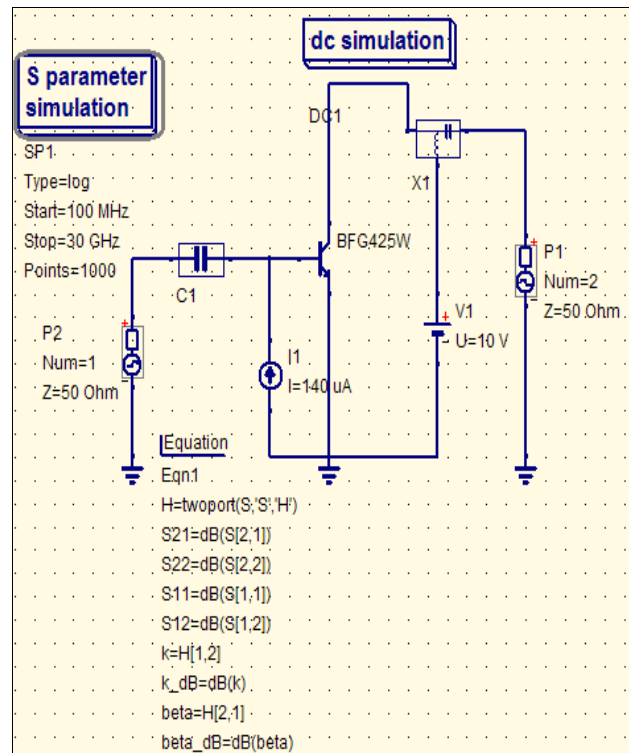 dc simulation
S parameter
simulation
DC1
SP1
Type=log
Start=100 MHz
Stop=30 GHz
Points=1000
X1
BFG425W
C1
P1
Num=2
Z=50 Ohm
V1
U=10 V
P2
Num=1
Z=50 Ohm
I1
I=140 uA
Equation
Eqn1
H=twoport(S,'S','H')
S21=dB(S[2,1])
S22=dB(S[2,2])
S11=dB(S[1,1])
S12=dB(S[1,2])
k=H[1,2]
k_dB=dB(k)
beta=H[2,1]
beta_dB=dB(beta)